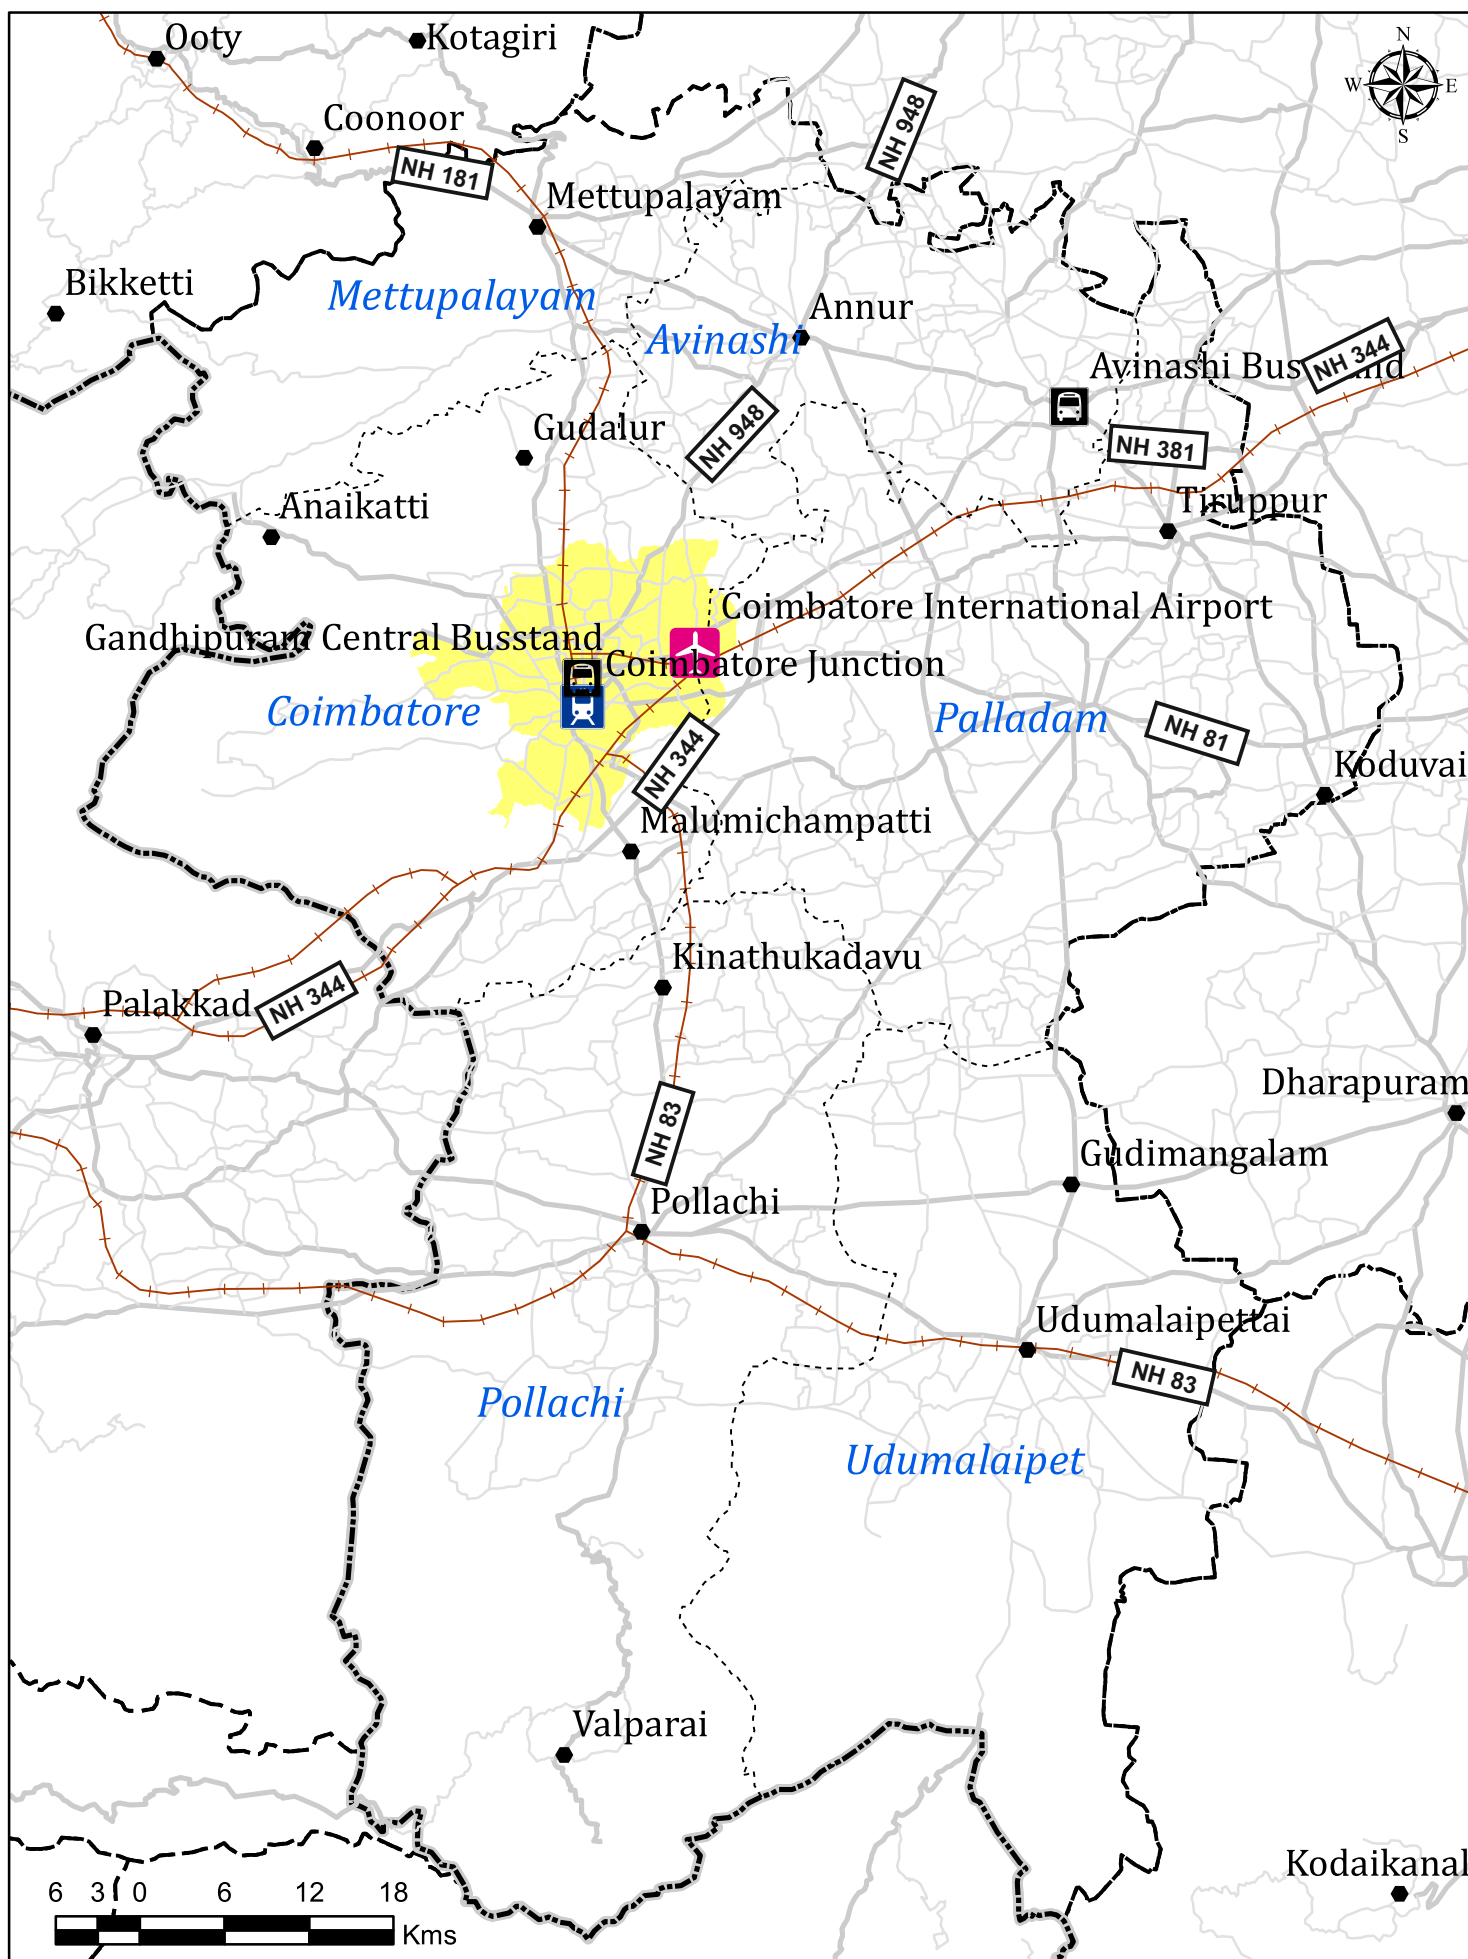 Ooty
Kotagiri
N
W
E
S
Coonoor
NH 948
NH 181
Mettupalayam
Bikketti
Mettupalayam
Annur
Avinashi
NH 344
Avinashi Bus nd
Gudalur
NH 948
NH 381
Anaikatti
Tiruppur
Coimbatore International Airport
Gandhipuram Central Busstand
Coimbatore Junction
Coimbatore
Palladam
NH 81
NH 344
Koduvai
Malumichampatti
Kinathukadavu
Palakkad
NH 344
Dharapuram
NH 83
Gudimangalam
Pollachi
Udumalaipettai
NH 83
Pollachi
Udumalaipet
Valparai
Kodaikanal
6 3 0 6 12 18
Kms